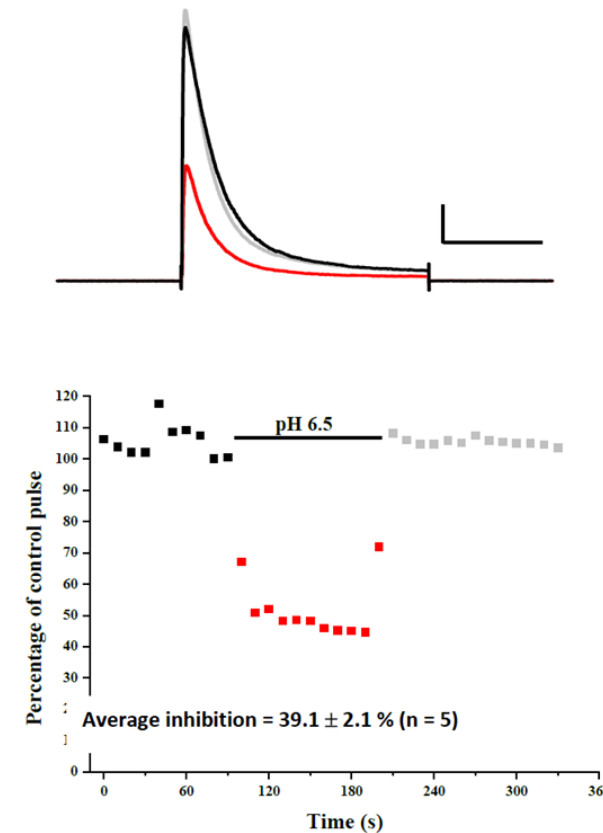 120
110
100
90
80
70
60
50
40
30
0
pH 6.5
Average inhibition = 39.1 ± 2.1 % (n = 5)
Percentage of control pulse
0 60 120 180 240 300 36
Time (s)